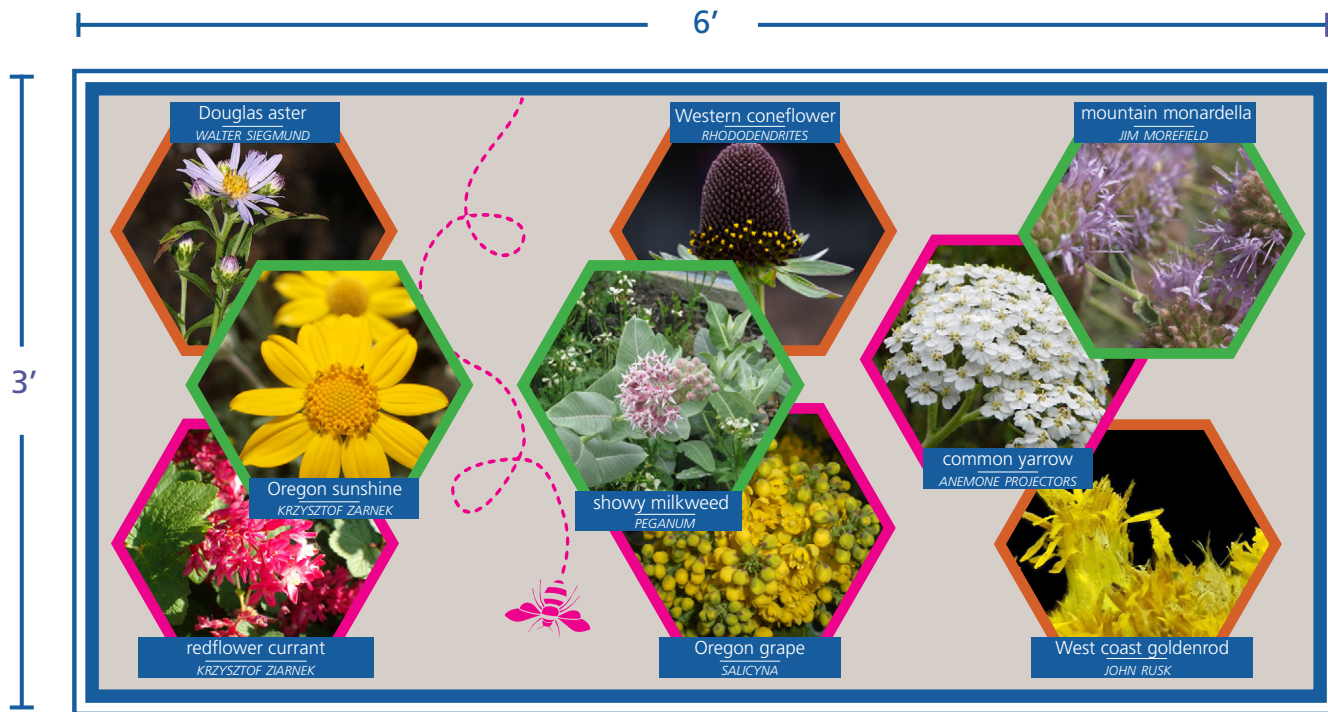 6’
3’
Douglas aster
WALTER SIEGMUND
Western coneflower
RHODODENDRITES
mountain monardella
JIM MOREFIELD
Oregon sunshine
KRZYSZTOF ZARNEK
showy milkweed
PEGANUM
common yarrow
ANEMONE PROJECTORS
redflower currant
KRZYSZTOF ZIARNEK
Oregon grape
SALICYNA
West coast goldenrod
JOHN RUSK